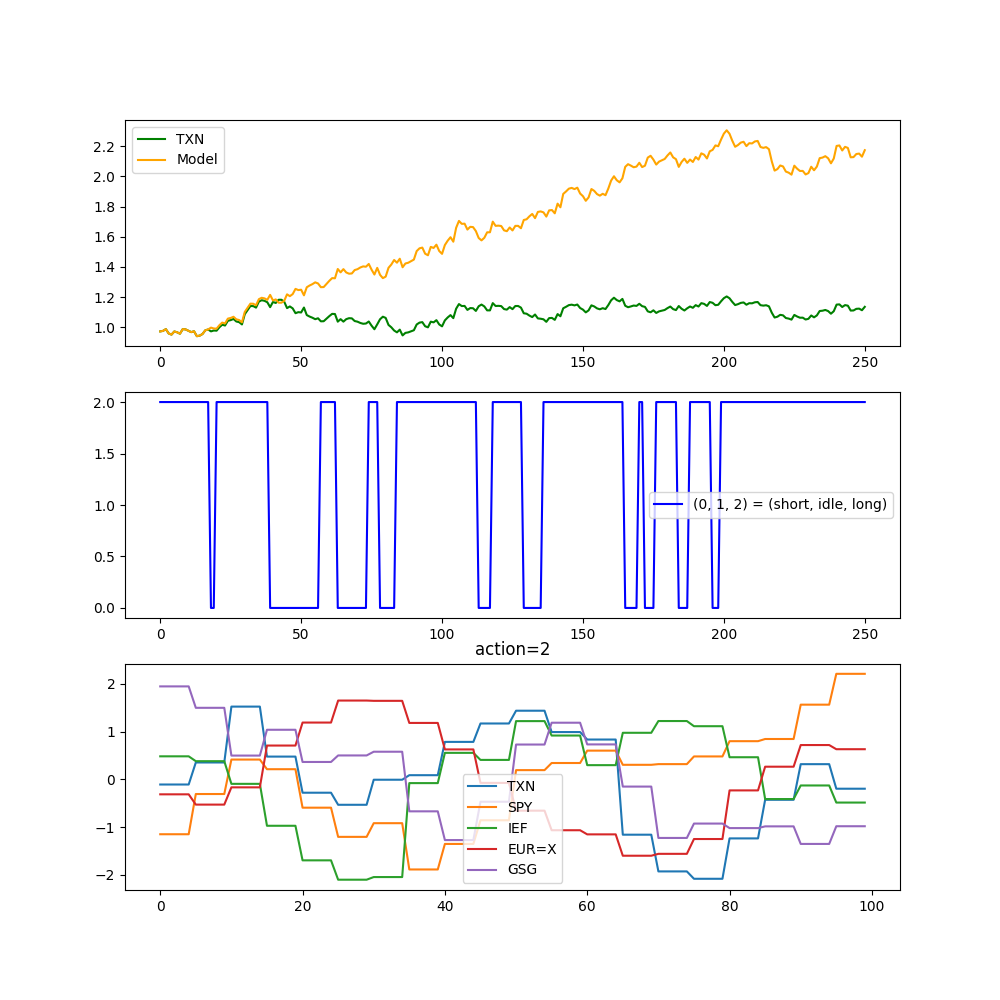 TXN
Model
2.2
2.0
1.8
1.6
1.4
1.2
1.0
0 50 100 150 200 250
2.0
1.5
1.0
0.5
0.0
(0, 1, 2) = (short, idle, long)
0 50 100 150 200 250
action=2
2
1
0
−1
−2
TXN
SPY
IEF
EUR=X
GSG
0 20 40 60 80 100